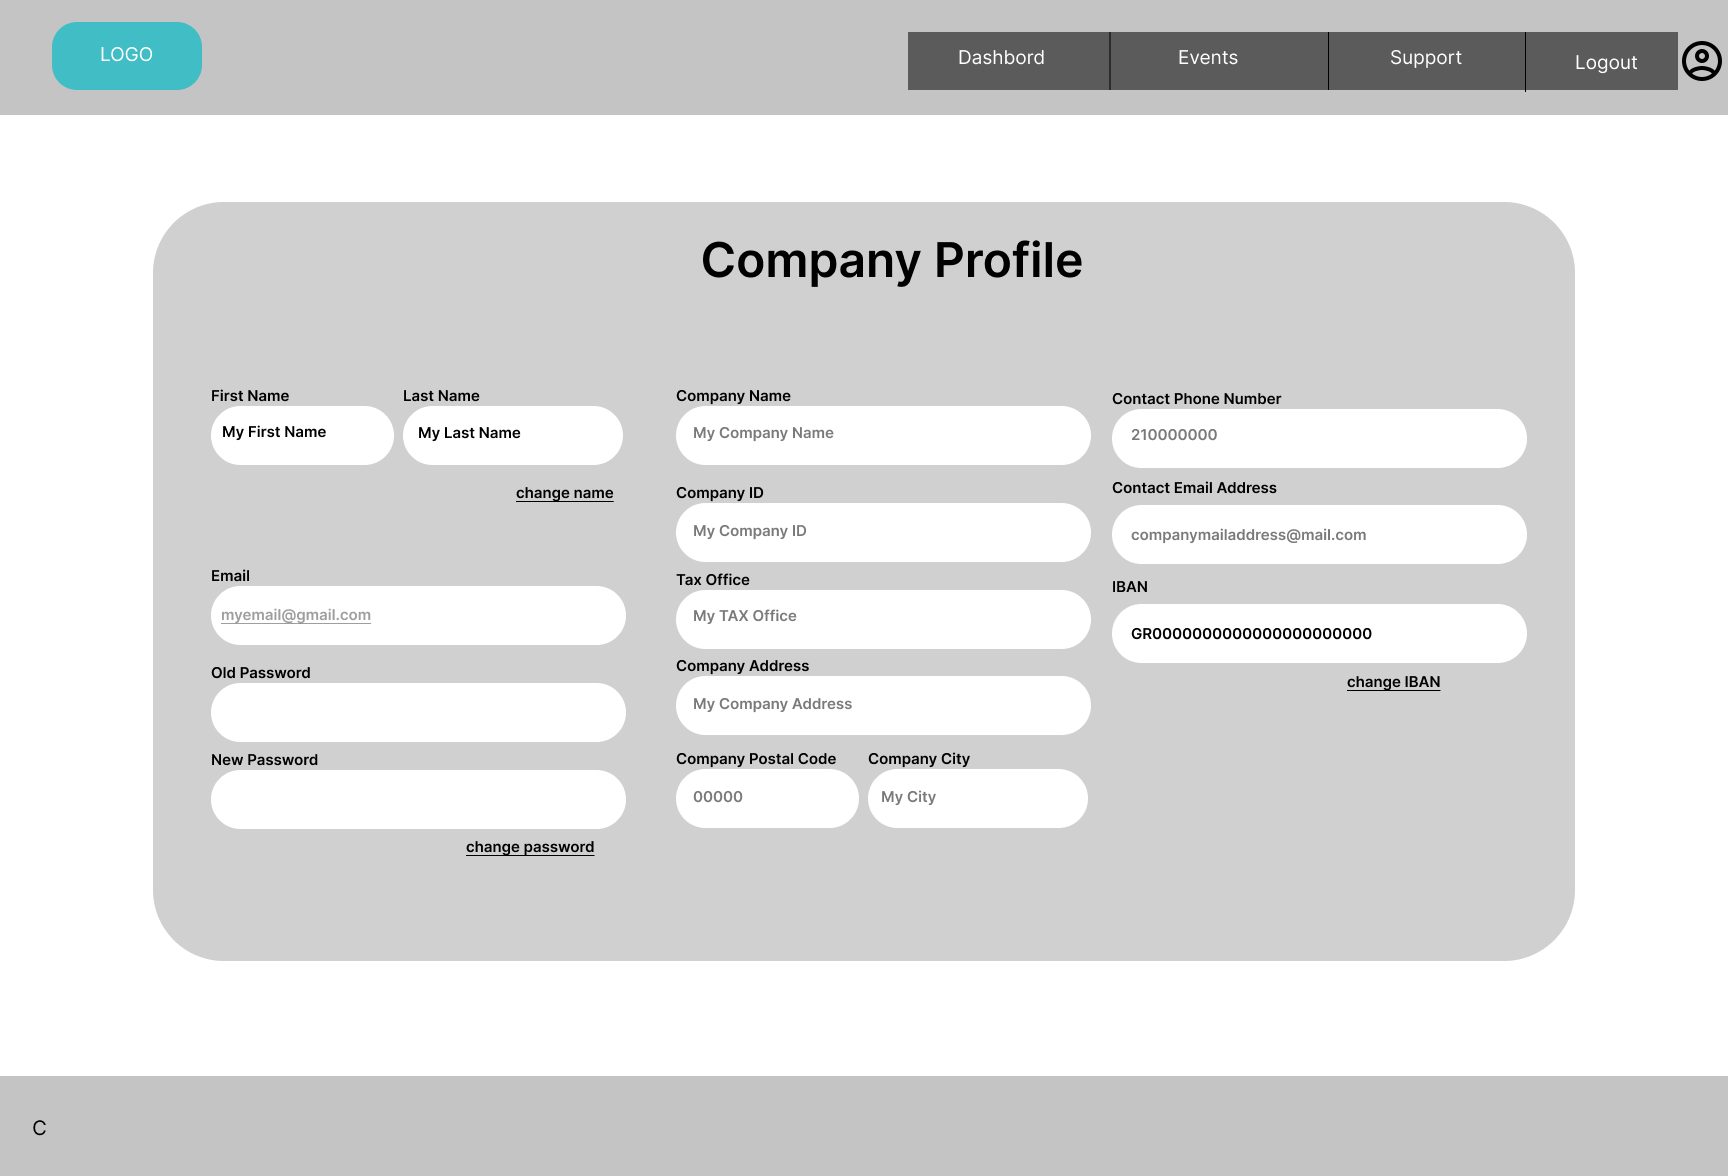 LOGO
Dashbord
Events
Support
Logout
Company Profile
First Name
Last Name
My First Name
My Last Name
change name
Email
myemail@gmail.com
Old Password
New Password
change password
Company Name
My Company Name
Company ID
My Company ID
Tax Office
My TAX Office
Company Address
My Company Address
Company Postal Code
Company City
00000
My City
Contact Phone Number
210000000
Contact Email Address
companymailaddress@mail.com
IBAN
GR0000000000000000000000
change IBAN
C